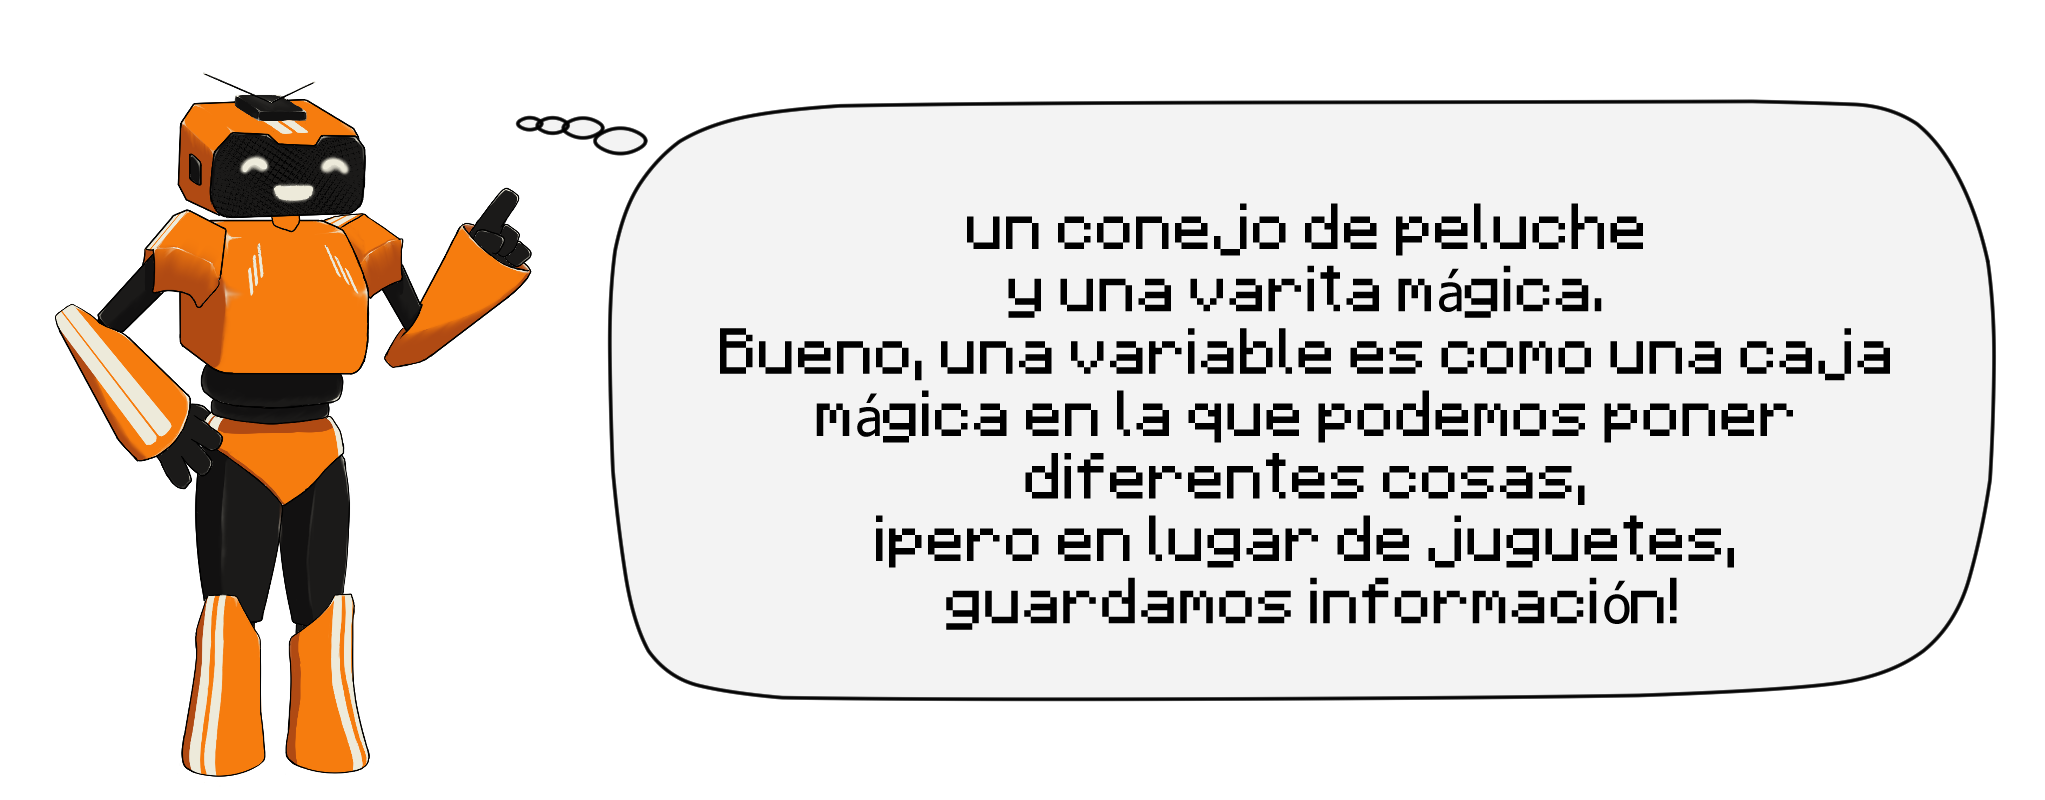 un conejo de peluche
y una varita mágica.
Bueno, una variable es como una caja
mágica en la que podemos poner
diferentes cosas,
¡pero en lugar de juguetes,
guardamos información!